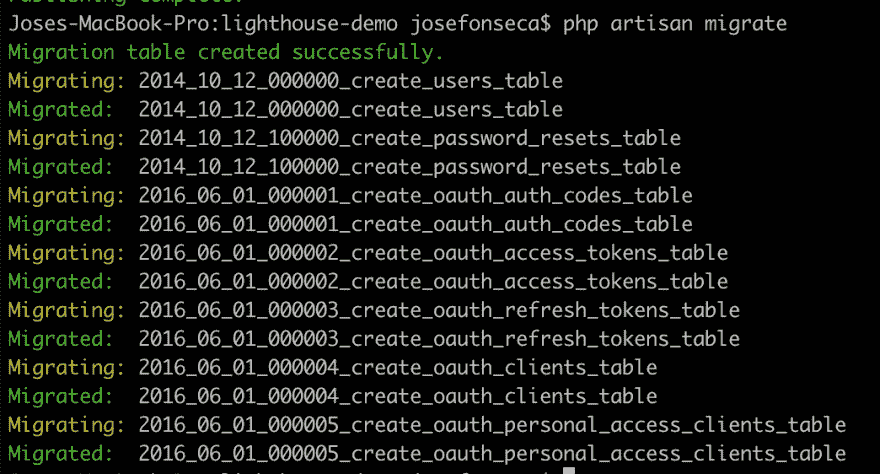 Joses-MacBook-Pro:lighthouse-demo josefonseca$ php artisan migrate
Migration table created successfully.
Migrating: 2014_10_12_000000_create_users_table
Migrated:  2014_10_12_000000_create_users_table
Migrating: 2014_10_12_100000_create_password_resets_table
Migrated:  2014_10_12_100000_create_password_resets_table
Migrating: 2016_06_01_000001_create_oauth_auth_codes_table
Migrated:  2016_06_01_000001_create_oauth_auth_codes_table
Migrating: 2016_06_01_000002_create_oauth_access_tokens_table
Migrated:  2016_06_01_000002_create_oauth_access_tokens_table
Migrating: 2016_06_01_000003_create_oauth_refresh_tokens_table
Migrated:  2016_06_01_000003_create_oauth_refresh_tokens_table
Migrating: 2016_06_01_000004_create_oauth_clients_table
Migrated:  2016_06_01_000004_create_oauth_clients_table
Migrating: 2016_06_01_000005_create_oauth_personal_access_clients_table
Migrated:  2016_06_01_000005_create_oauth_personal_access_clients_table